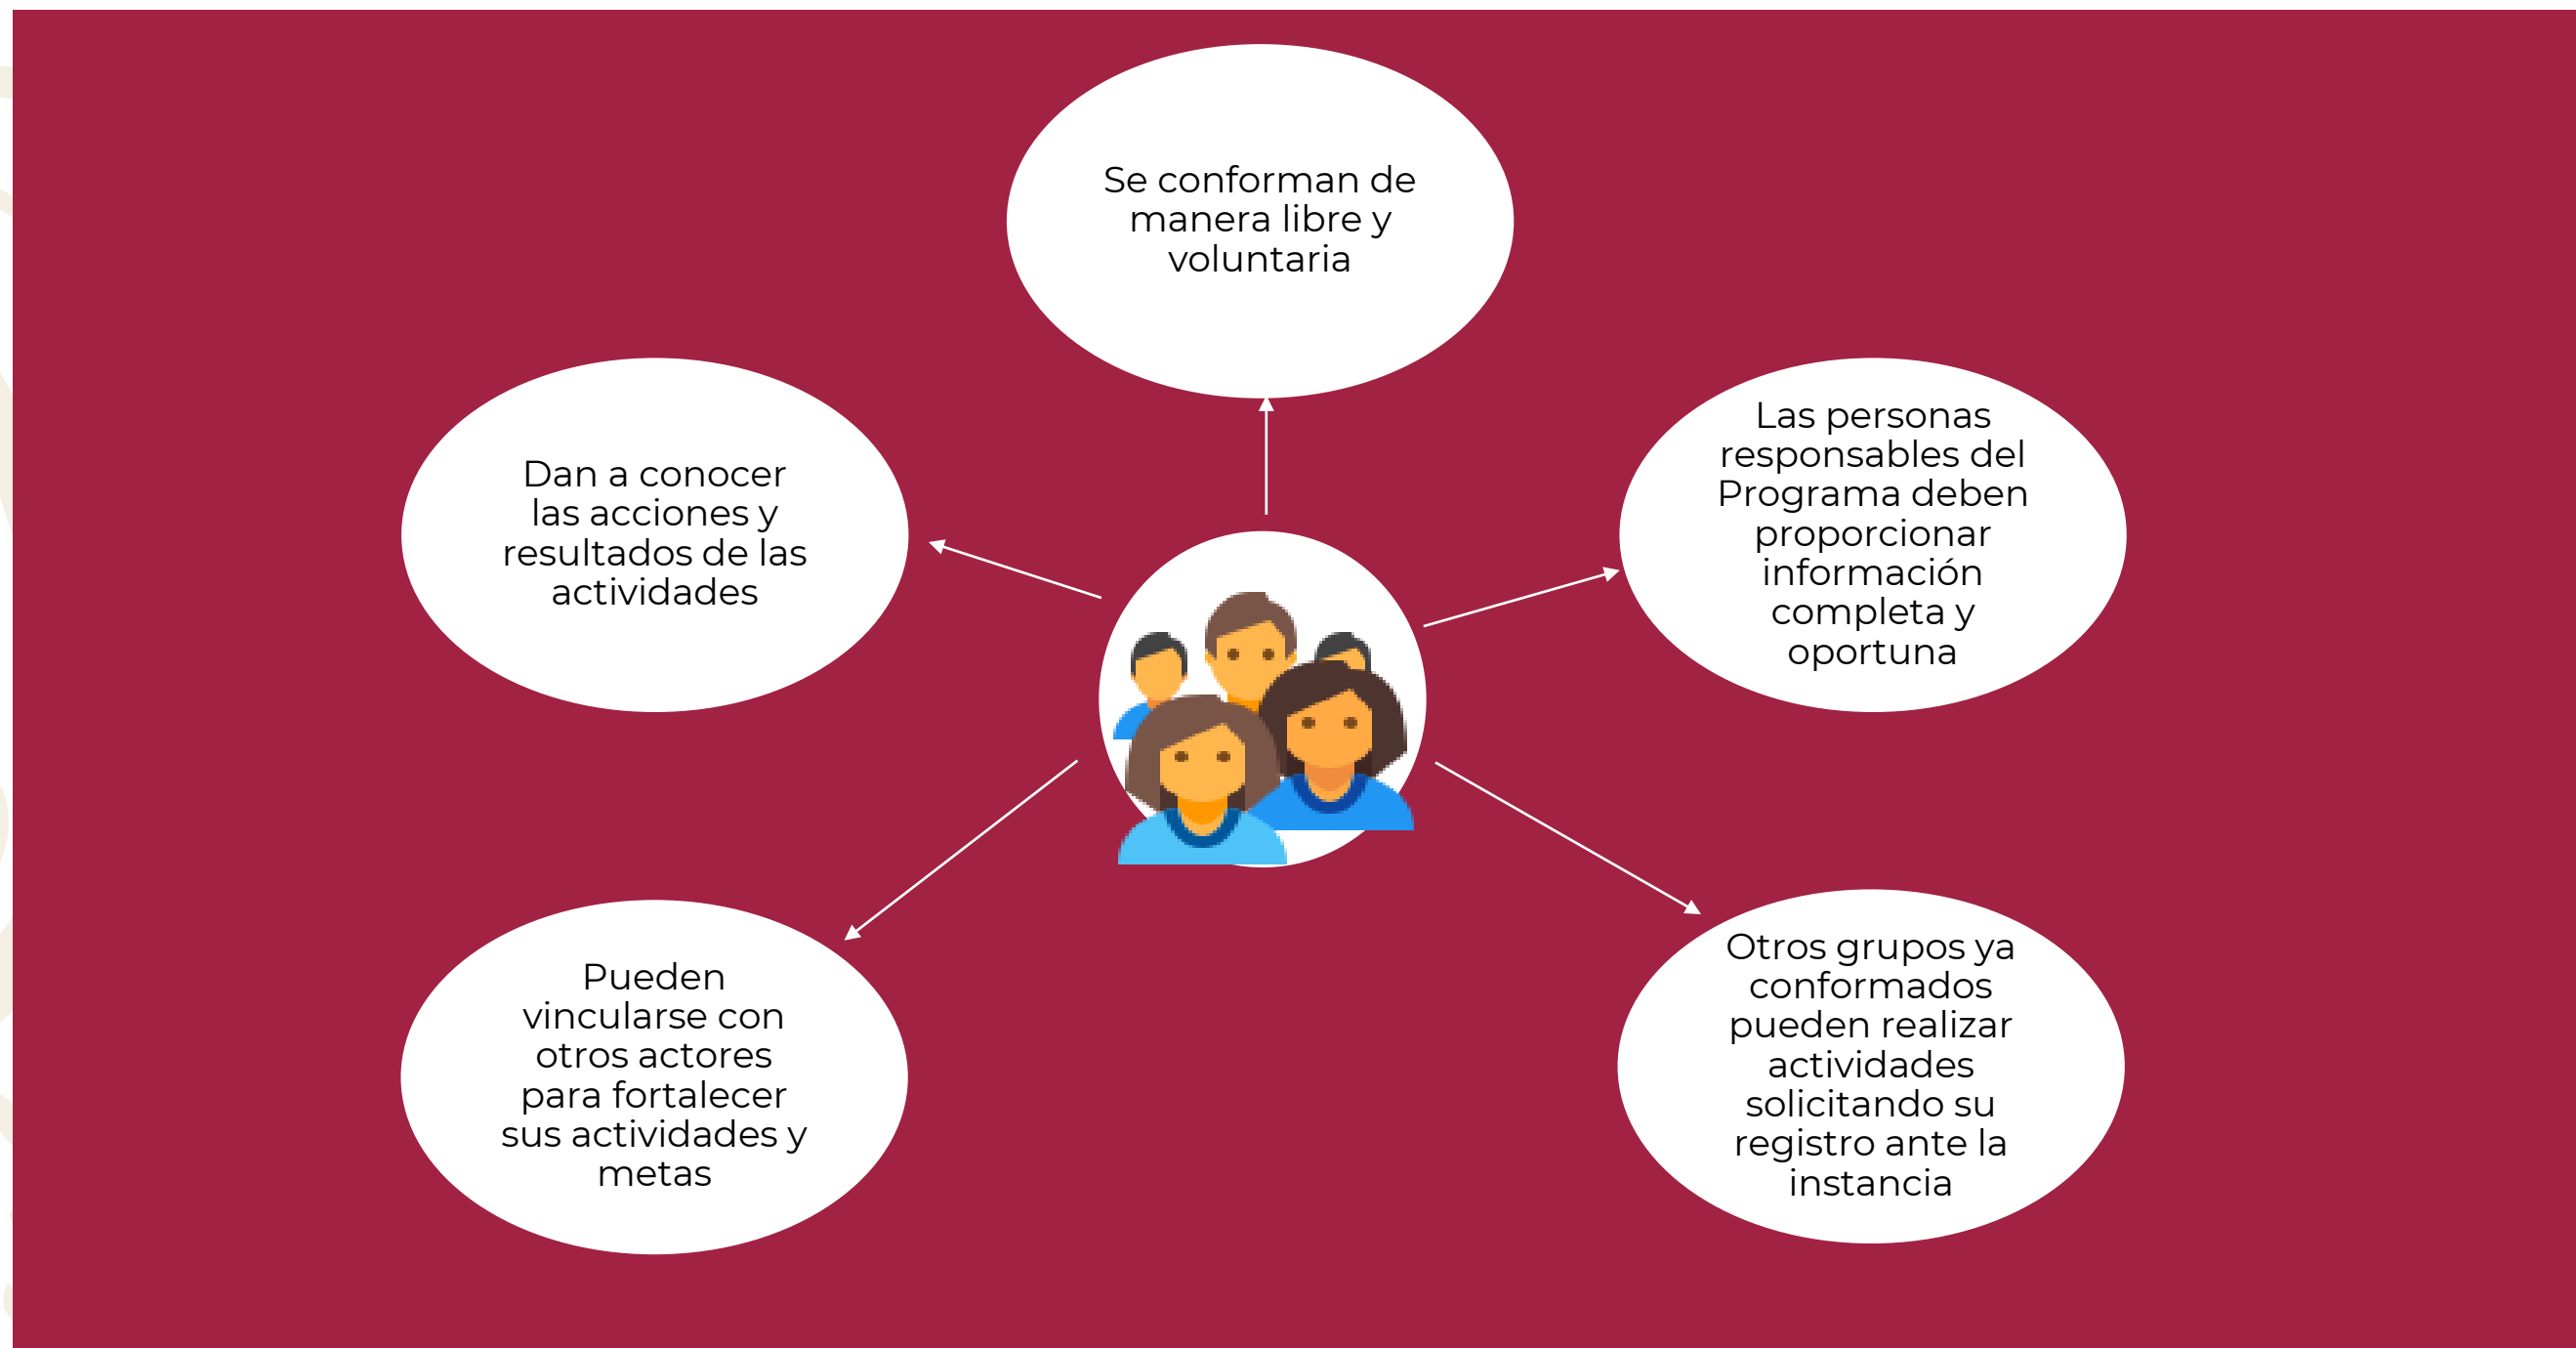 Se conforman de
manera libre y
voluntaria
Dan a conocer
las acciones y
resultados de las
actividades
Las personas
responsables del
Programa deben
proporcionar
información
completa y
oportuna
Pueden
vincularse con
otros actores
para fortalecer
sus actividades y
metas
Otros grupos ya
conformados
pueden realizar
actividades
solicitando su
registro ante la
instancia